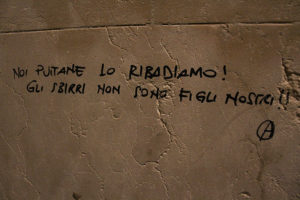 NOI PUTTANE LO RIBADIAMO!
GLI SBIRRI NON SONO FIGLI NOSTRI!!